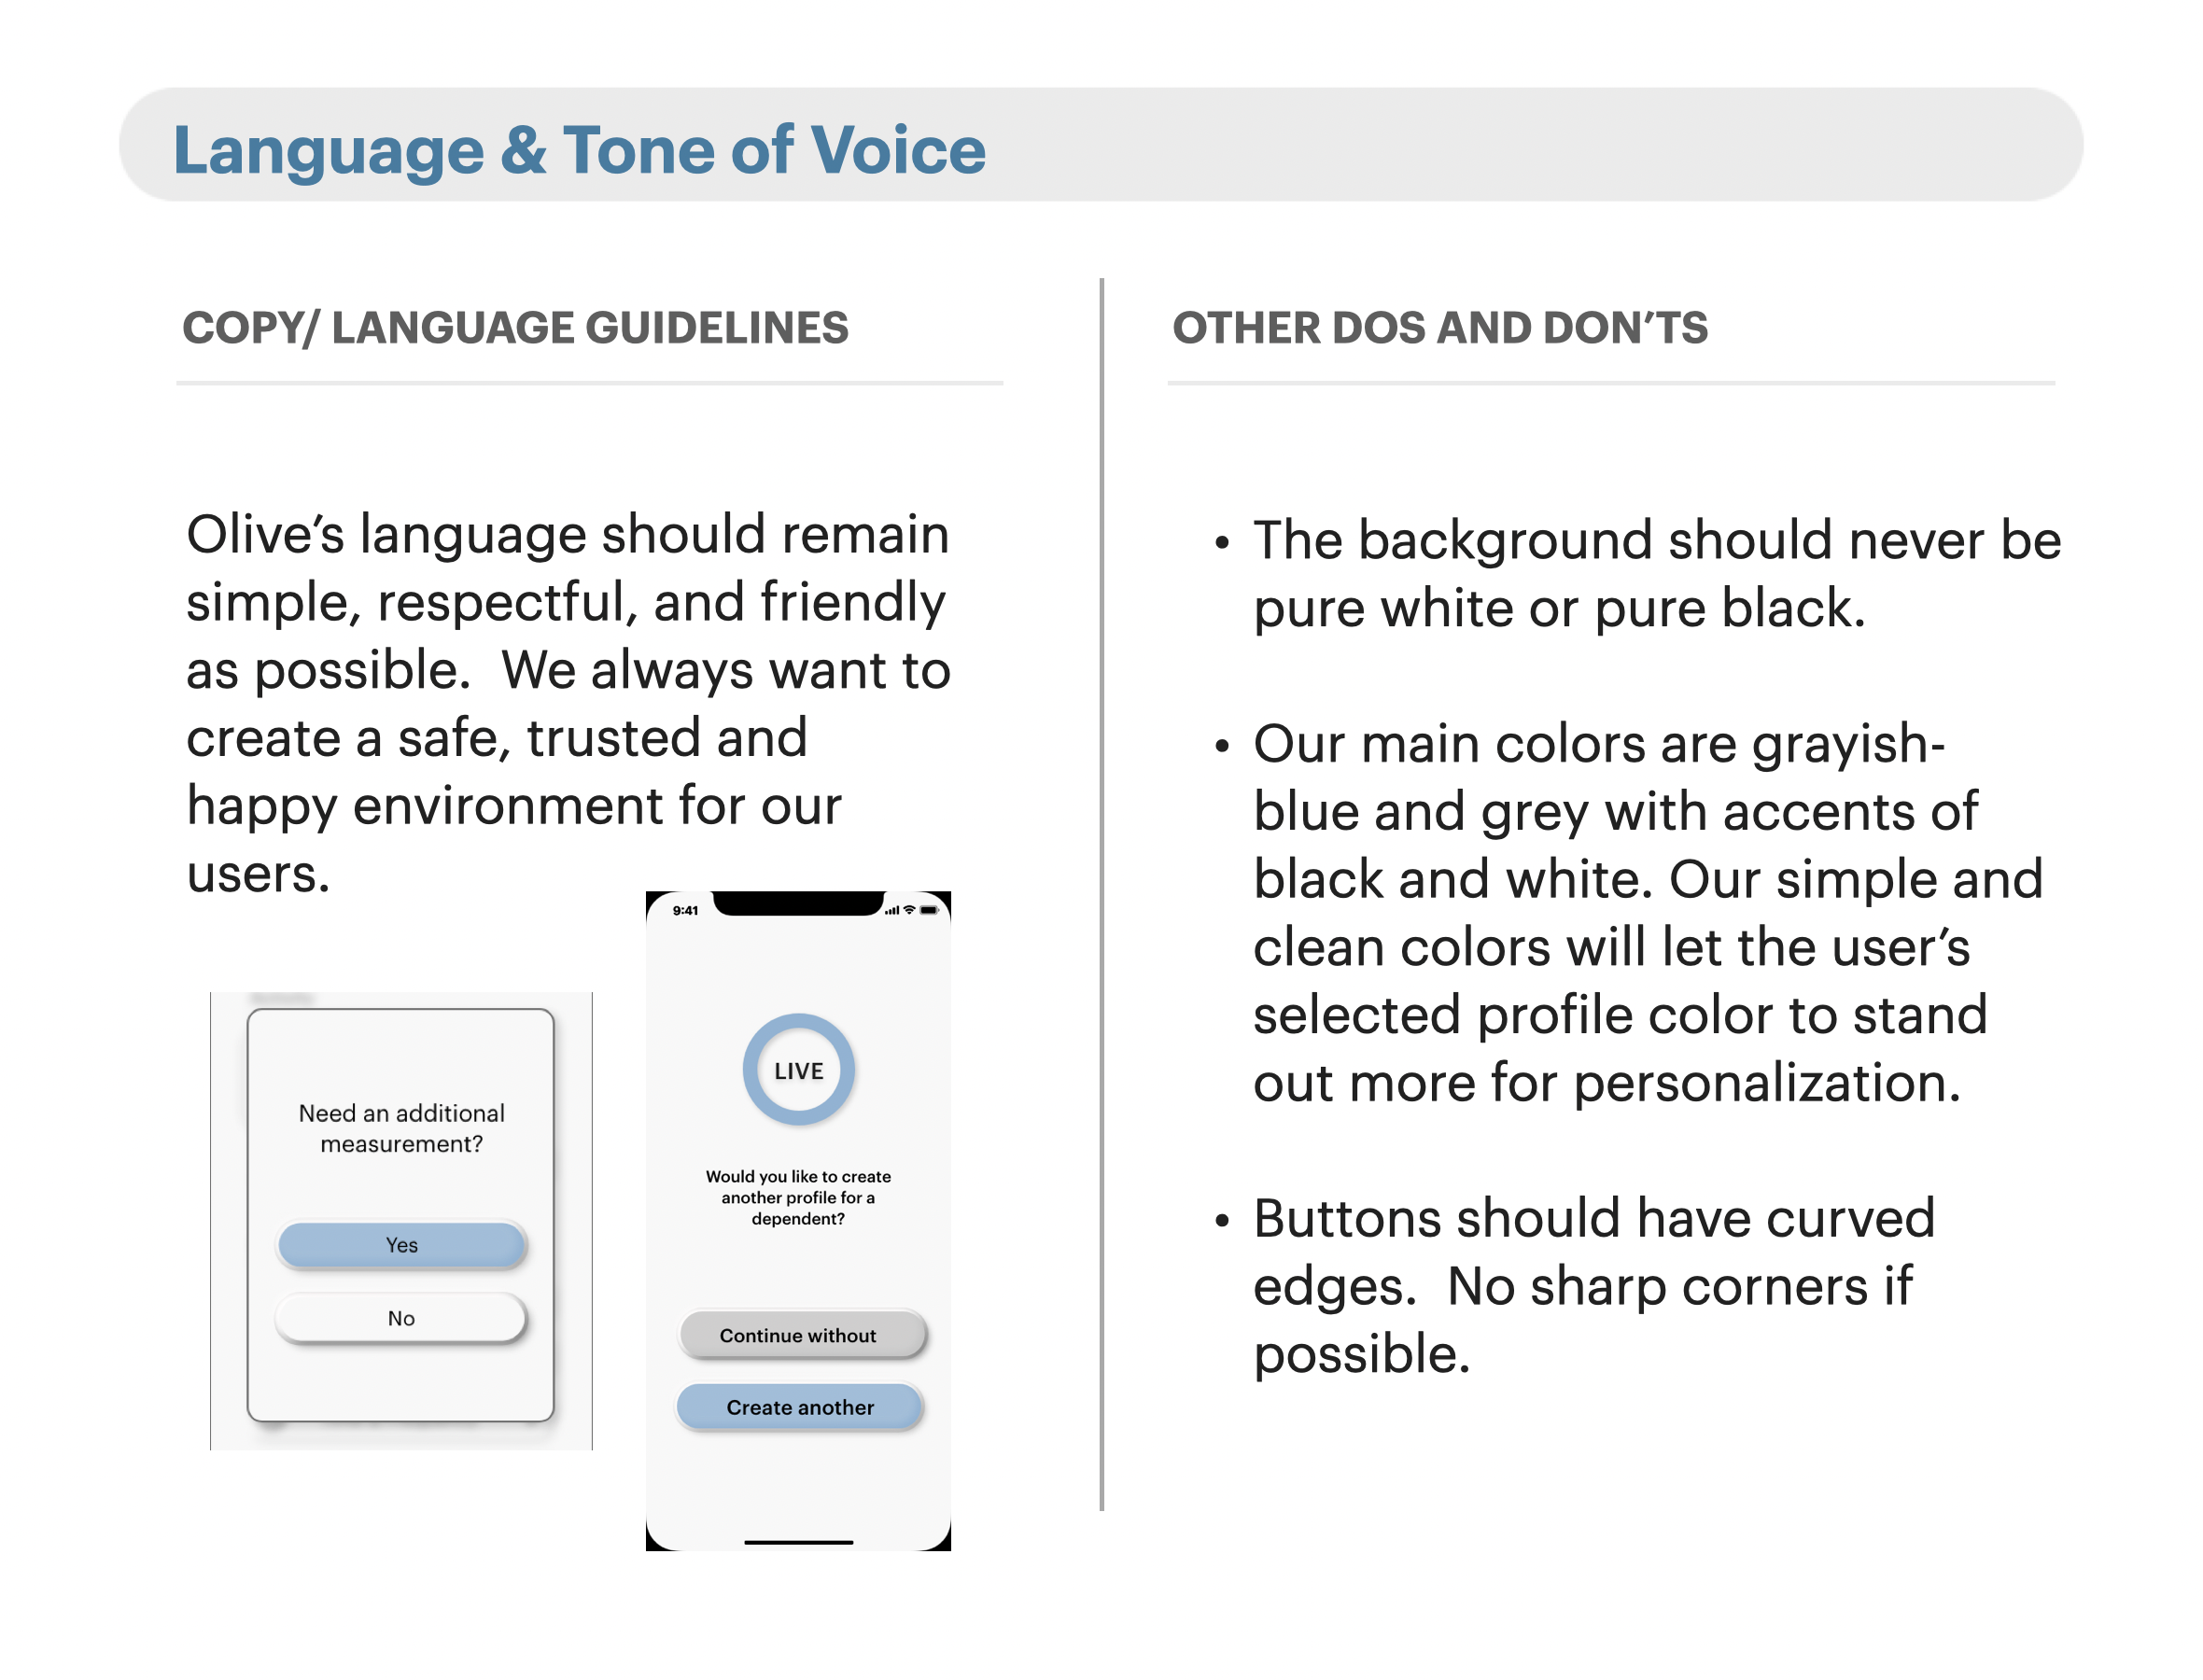 Language & Tone of Voice
COPY/ LANGUAGE GUIDELINES
Olive's language should remain
simple, respectful, and friendly
as possible.  We always want to
create a safe, trusted and
happy environment for our
users.
Need an additional
measurement?
Yes
No
9:41
LIVE
Would you like to create
another profile for a
dependent?
Continue without
Create another
OTHER DOS AND DON'TS
• The background should never be
pure white or pure black.
• Our main colors are grayish-
blue and grey with accents of
black and white. Our simple and
clean colors will let the user's
selected profile color to stand
out more for personalization.
• Buttons should have curved
edges.  No sharp corners if
possible.